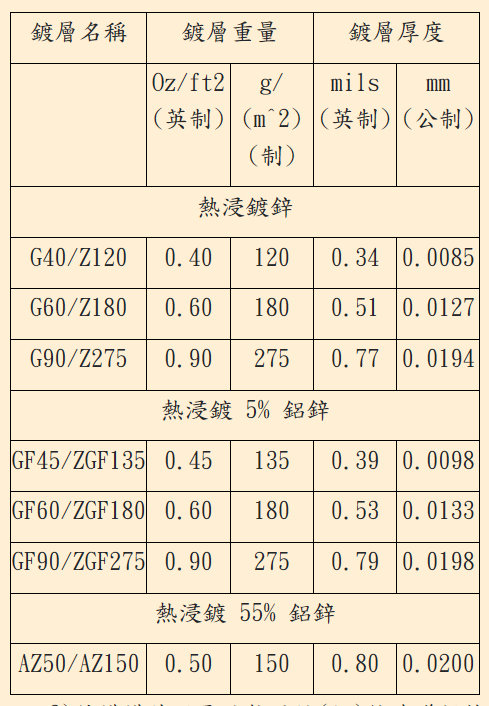 鍍層名稱 鍍層重量 鍍層厚度
Oz/ft2 (英制) g/(m^2) (制) mils (英制) mm (公制)
熱浸鍍鋅
G40/Z120 0.40 120 0.34 0.0085
G60/Z180 0.60 180 0.51 0.0127
G90/Z275 0.90 275 0.77 0.0194
熱浸鍍 5% 鋁鋅
GF45/ZGF135 0.45 135 0.39 0.0098
GF60/ZGF180 0.60 180 0.53 0.0133
GF90/ZGF275 0.90 275 0.79 0.0198
熱浸鍍 55% 鋁鋅
AZ50/AZ150 0.50 150 0.80 0.0200